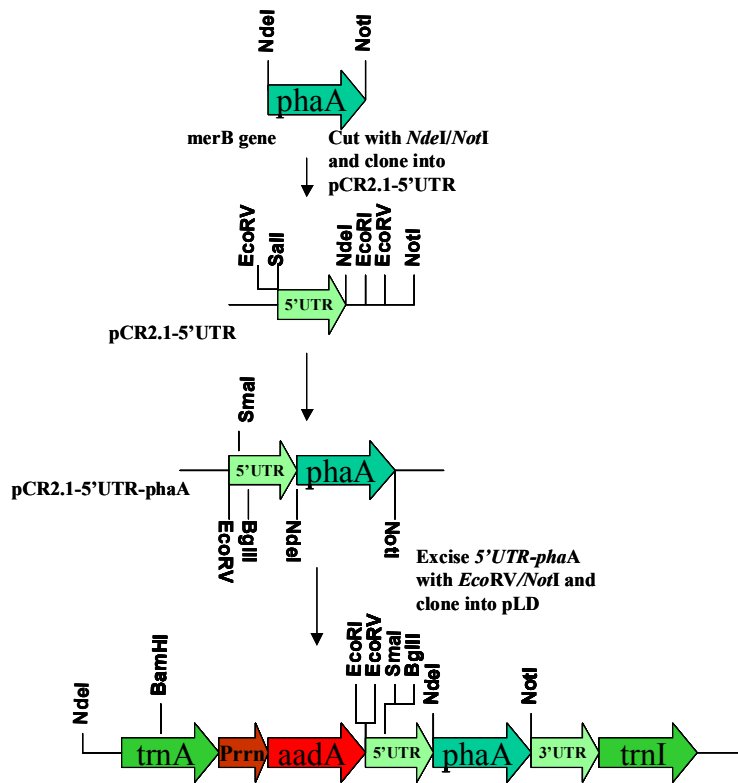 NdeI
NotI
phaA
merB gene
Cut with NdeI/NotI
and clone into
pCR2.1-5’UTR
EcoRV
SalI
NdeI
EcoRI
EcoRV
NotI
5’UTR
pCR2.1-5’UTR
SmaI
5’UTR
phaA
pCR2.1-5’UTR-phaA
EcoRV
BglII
NdeI
NotI
Excise 5’UTR-phaA
with EcoRV/NotI and
clone into pLD
NdeI
BamHI
EcoRI
EcoRV
SmaI
BglII
NdeI
NotI
trnA
Prrn
aadA
5’UTR
phaA
3’UTR
trnI